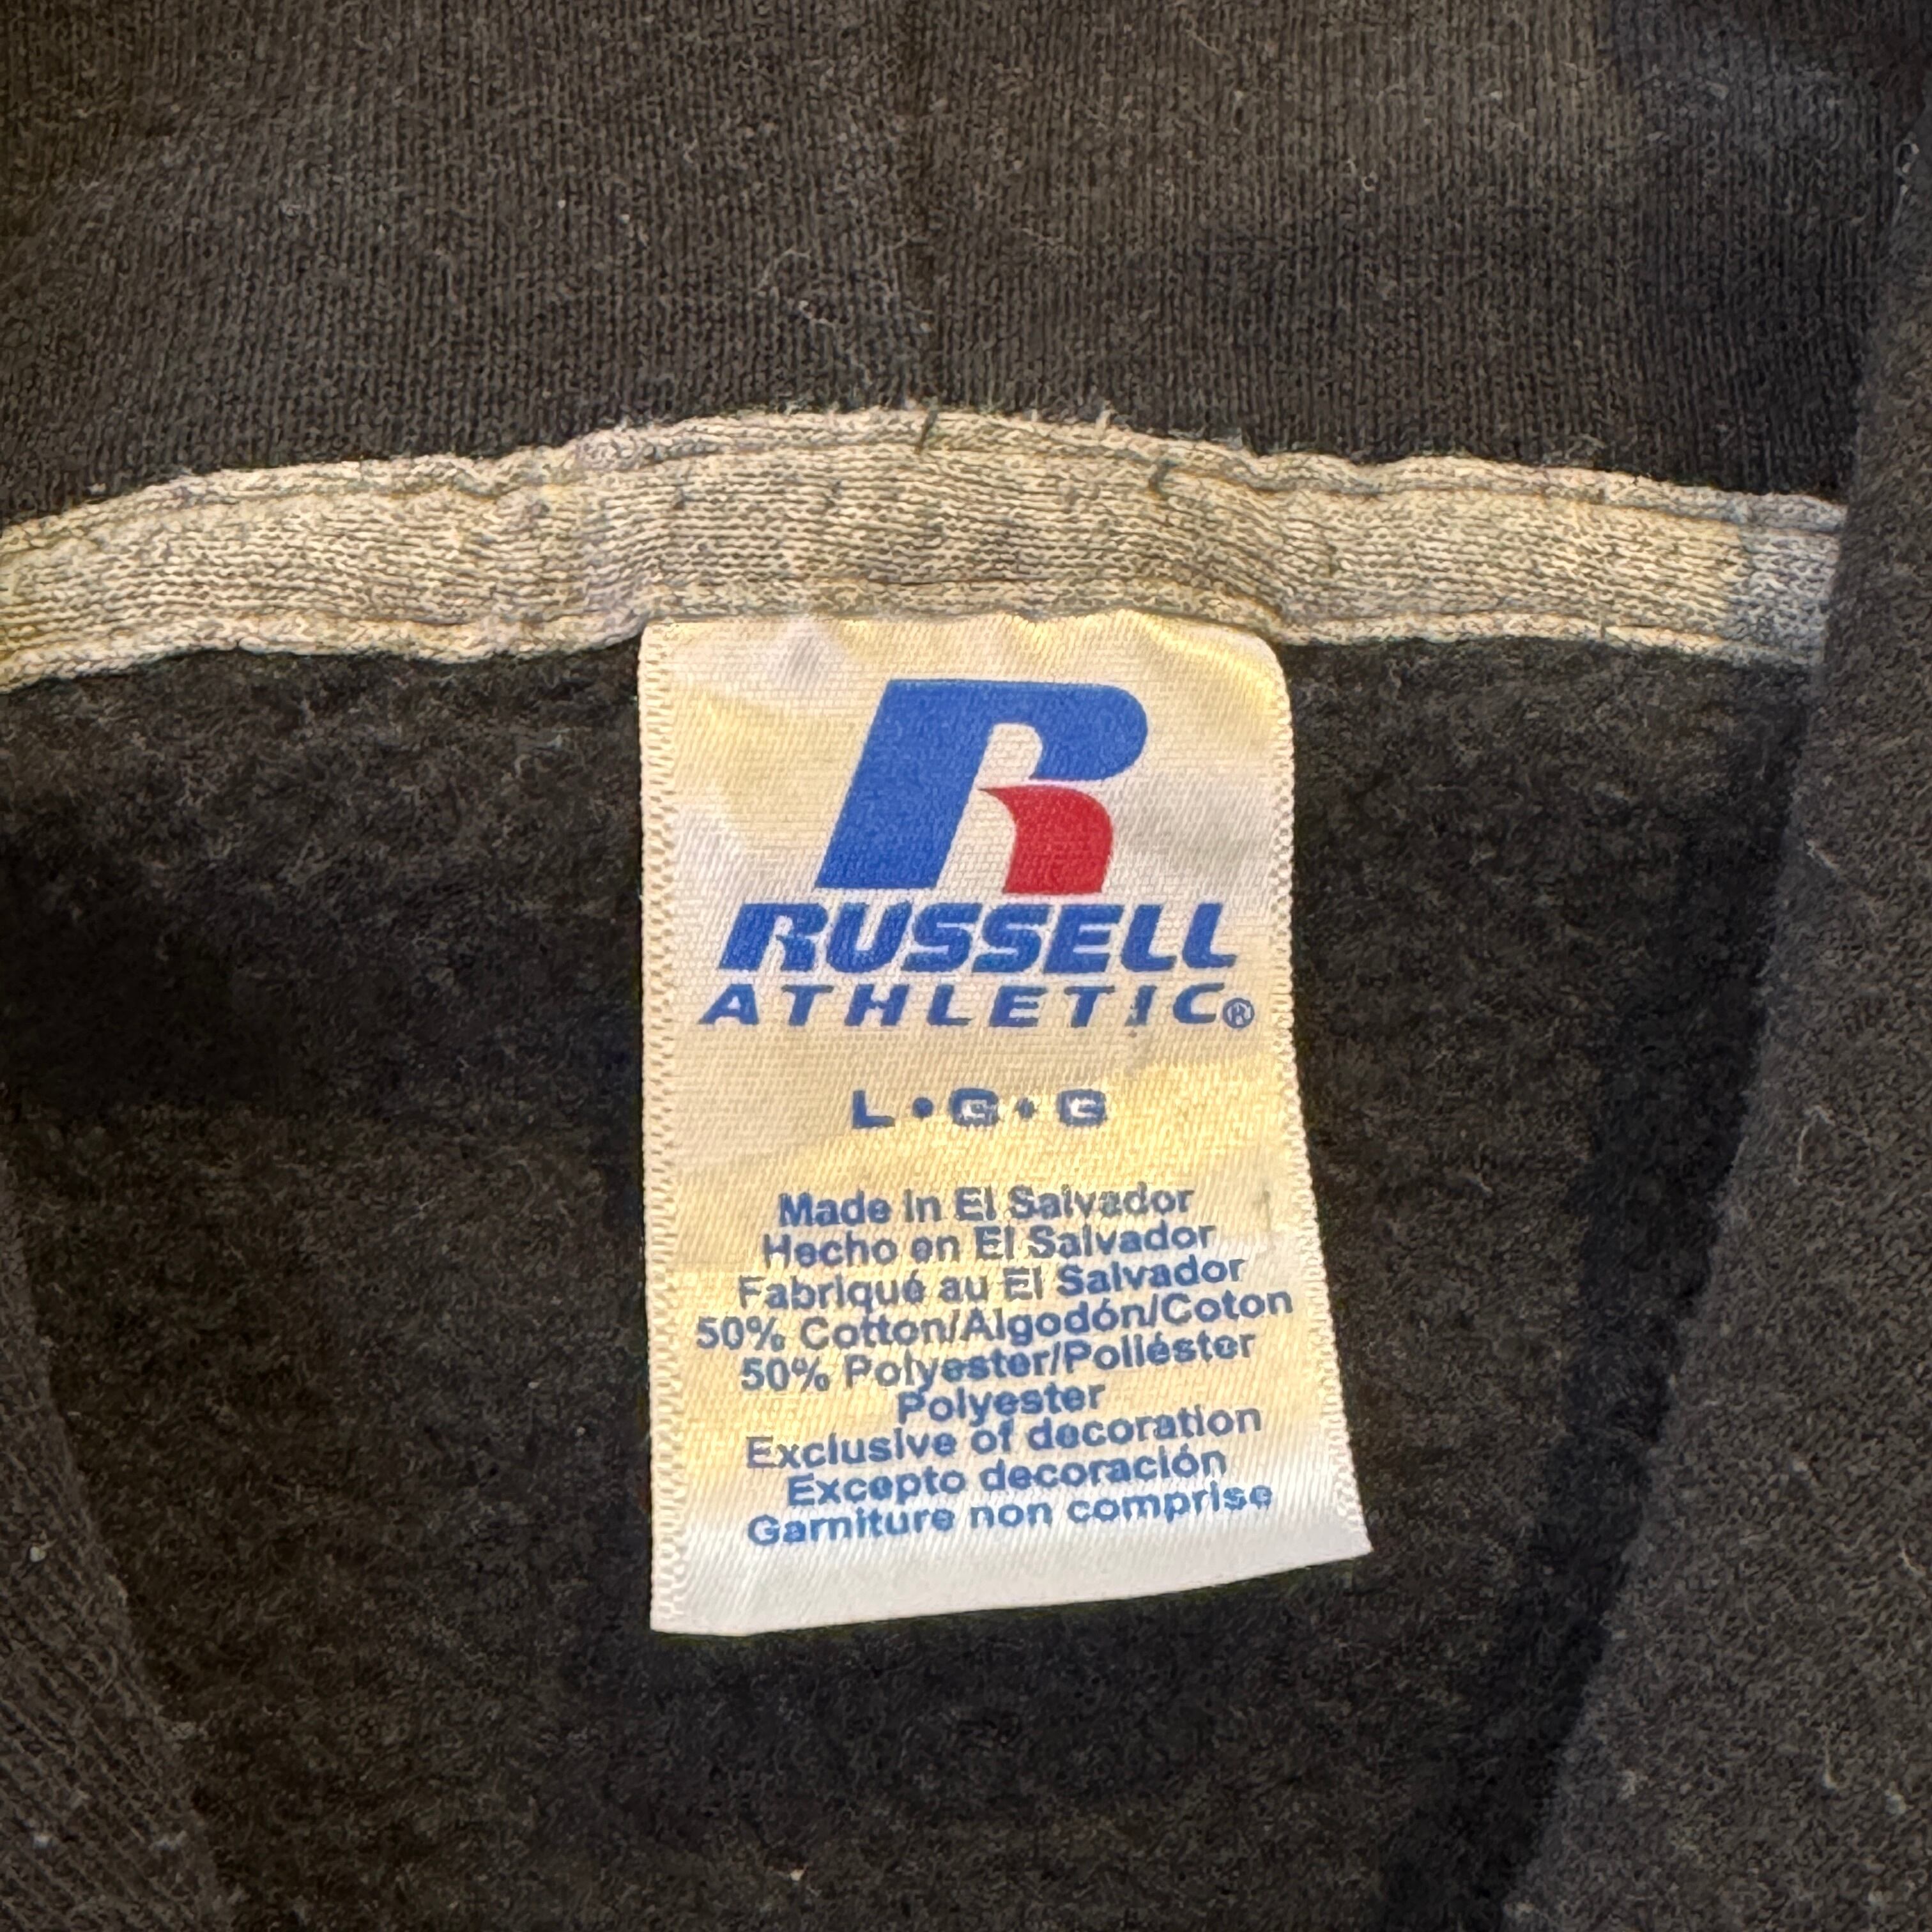 R
RUSSELL
ATHLETIC®
L•G•G
Made in El Salvador
Hecho en El Salvador
Fabriqué au El Salvador
50% Cotton/Algodón/Coton
50% Polyester/Poliéster
Polyester
Exclusive of decoration
Excepto decoración
Garniture non comprise